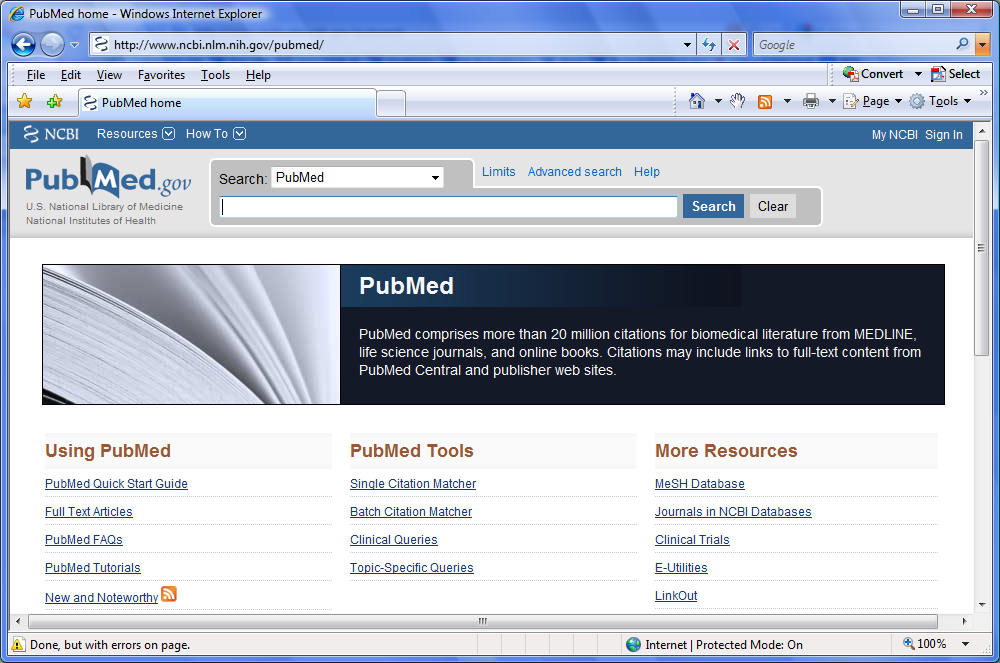 PubMed home - Windows Internet Explorer
http://www.ncbi.nlm.nih.gov/pubmed/
Google
File Edit View Favorites Tools Help
Convert Select
PubMed home
Page Tools
NCBI Resources How To My NCBI Sign In
PubMed.gov
U.S. National Library of Medicine
National Institutes of Health
Search: PubMed
Limits Advanced search Help
Search Clear
PubMed
PubMed comprises more than 20 million citations for biomedical literature from MEDLINE,
life science journals, and online books. Citations may include links to full-text content from
PubMed Central and publisher web sites.
Using PubMed
PubMed Quick Start Guide
Full Text Articles
PubMed FAQs
PubMed Tutorials
New and Noteworthy
PubMed Tools
Single Citation Matcher
Batch Citation Matcher
Clinical Queries
Topic-Specific Queries
More Resources
MeSH Database
Journals in NCBI Databases
Clinical Trials
E-Utilities
LinkOut
Done, but with errors on page.
Internet | Protected Mode: On
100%